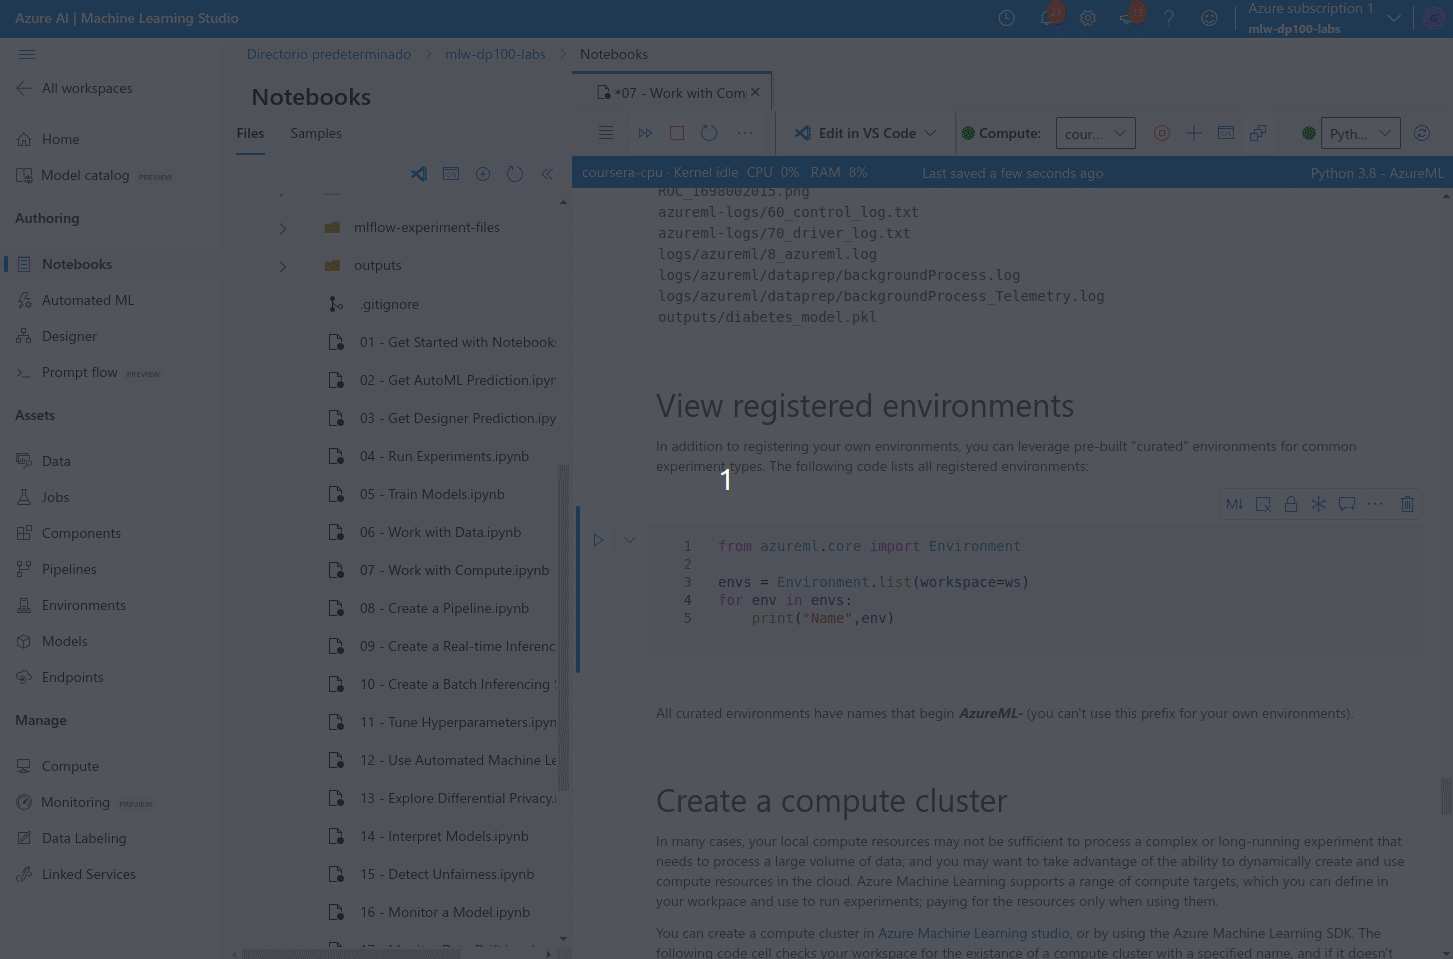 Azure AI | Machine Learning Studio
23
13
Azure subscription 1
mlw-dp100-labs
All workspaces
Home
Model catalog PREVIEW
Authoring
Notebooks
Automated ML
Designer
Prompt flow PREVIEW
Assets
Data
Jobs
Components
Pipelines
Environments
Models
Endpoints
Manage
Compute
Monitoring PREVIEW
Data Labeling
Linked Services
Directorio predeterminado > mlw-dp100-labs > Notebooks
Notebooks
Files Samples
mlflow-experiment-files
outputs
.gitignore
01 - Get Started with Notebooks
02 - Get AutoML Prediction.ipyn
03 - Get Designer Prediction.ipy
04 - Run Experiments.ipynb
05 - Train Models.ipynb
06 - Work with Data.ipynb
07 - Work with Compute.ipynb
08 - Create a Pipeline.ipynb
09 - Create a Real-time Inferenc
10 - Create a Batch Inferencing
11 - Tune Hyperparameters.ipyn
12 - Use Automated Machine Le
13 - Explore Differential Privacy.i
14 - Interpret Models.ipynb
15 - Detect Unfairness.ipynb
16 - Monitor a Model.ipynb
*07 - Work with Com
Edit in VS Code
Compute:
cour...
Pyth...
coursera-cpu · Kernel idle CPU 0% RAM 8%
Last saved a few seconds ago
Python 3.8 - AzureML
ROC_1698002015.png
azureml-logs/60_control_log.txt
azureml-logs/70_driver_log.txt
logs/azureml/8_azureml.log
logs/azureml/dataprep/backgroundProcess.log
logs/azureml/dataprep/backgroundProcess_Telemetry.log
outputs/diabetes_model.pkl
View registered environments
In addition to registering your own environments, you can leverage pre-built "curated" environments for common
experiment types. The following code lists all registered environments:
1
M↓
1 from azureml.core import Environment
2
3 envs = Environment.list(workspace=ws)
4 for env in envs:
5 print("Name",env)
All curated environments have names that begin AzureML- (you can't use this prefix for your own environments).
Create a compute cluster
In many cases, your local compute resources may not be sufficient to process a complex or long-running experiment that
needs to process a large volume of data; and you may want to take advantage of the ability to dynamically create and use
compute resources in the cloud. Azure Machine Learning supports a range of compute targets, which you can define in
your workpace and use to run experiments; paying for the resources only when using them.
You can create a compute cluster in Azure Machine Learning studio, or by using the Azure Machine Learning SDK. The
following code cell checks your workspace for the existance of a compute cluster with a specified name, and if it doesn't